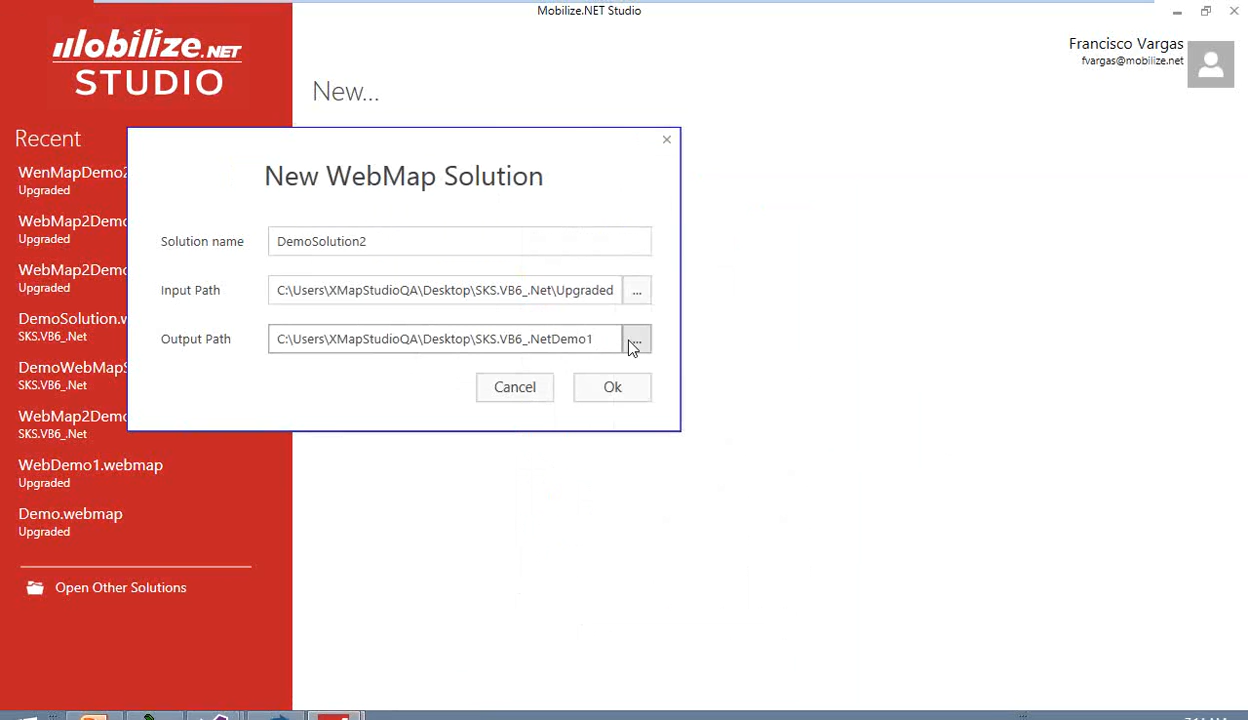 Mobilize.NET Studio
mobilize.NET
STUDIO
Francisco Vargas
fvargas@mobilize.net
New...
Recent
WenMapDemo2
Upgraded
WebMap2Demo
Upgraded
WebMap2Demo
Upgraded
DemoSolution.w
SKS.VB6_.Net
DemoWebMapS
SKS.VB6_.Net
WebMap2Demo
SKS.VB6_.Net
WebDemo1.webmap
Upgraded
Demo.webmap
Upgraded
Open Other Solutions
New WebMap Solution
Solution name DemoSolution2
Input Path C:\Users\XMapStudioQA\Desktop\SKS.VB6_.Net\Upgraded ...
Output Path C:\Users\XMapStudioQA\Desktop\SKS.VB6_.NetDemo1 ...
Cancel Ok